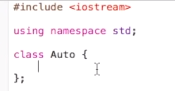 #include <iostream>
using namespace std;
class Auto {
};